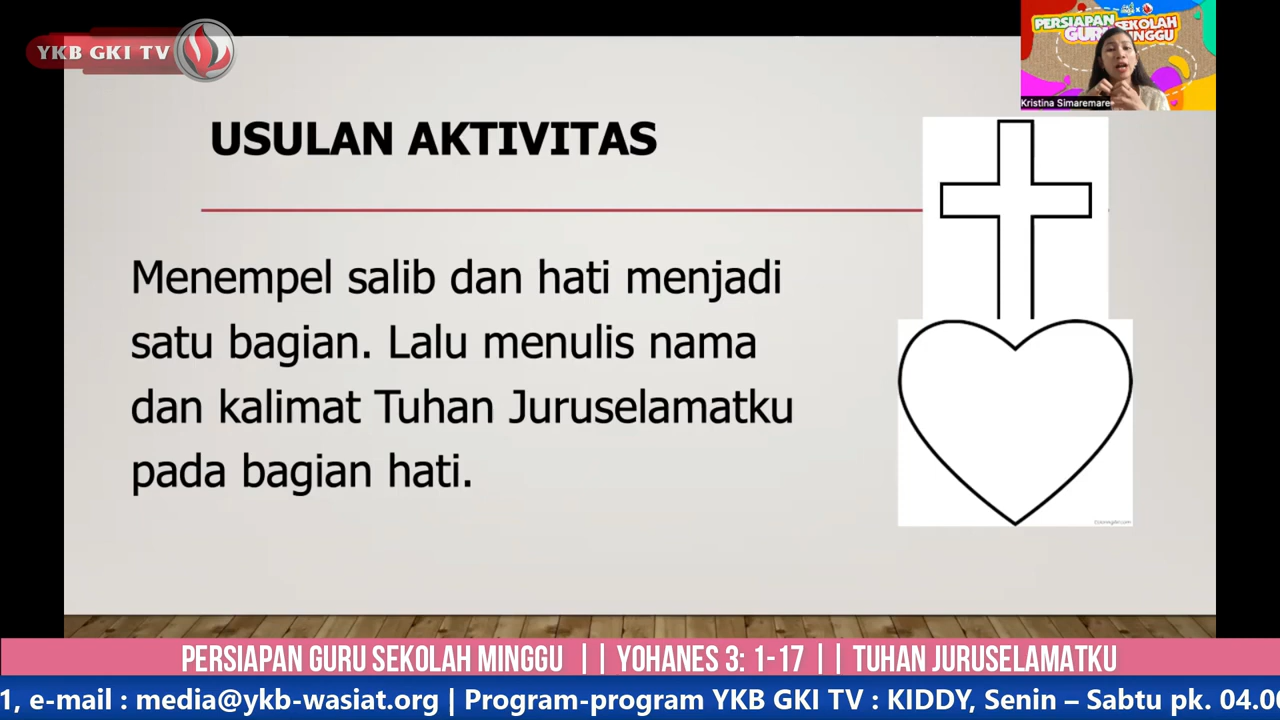 YKB GKI TV
PERSIAPAN
GURU
SEKOLAH
MINGGU
Kristina Simaremare
USULAN AKTIVITAS
Menempel salib dan hati menjadi
satu bagian. Lalu menulis nama
dan kalimat Tuhan Juruselamatku
pada bagian hati.
PERSIAPAN GURU SEKOLAH MINGGU || YOHANES 3: 1-17 || TUHAN JURUSELAMATKU
1, e-mail : media@ykb-wasiat.org | Program-program YKB GKI TV : KIDDY, Senin – Sabtu pk. 04.00